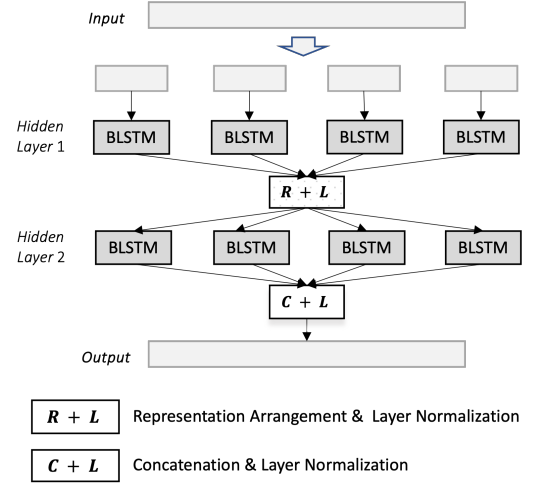 Input
Hidden
Layer 1
BLSTM BLSTM BLSTM BLSTM
R + L
Hidden
Layer 2
BLSTM BLSTM BLSTM BLSTM
C + L
Output
R + L Representation Arrangement & Layer Normalization
C + L Concatenation & Layer Normalization